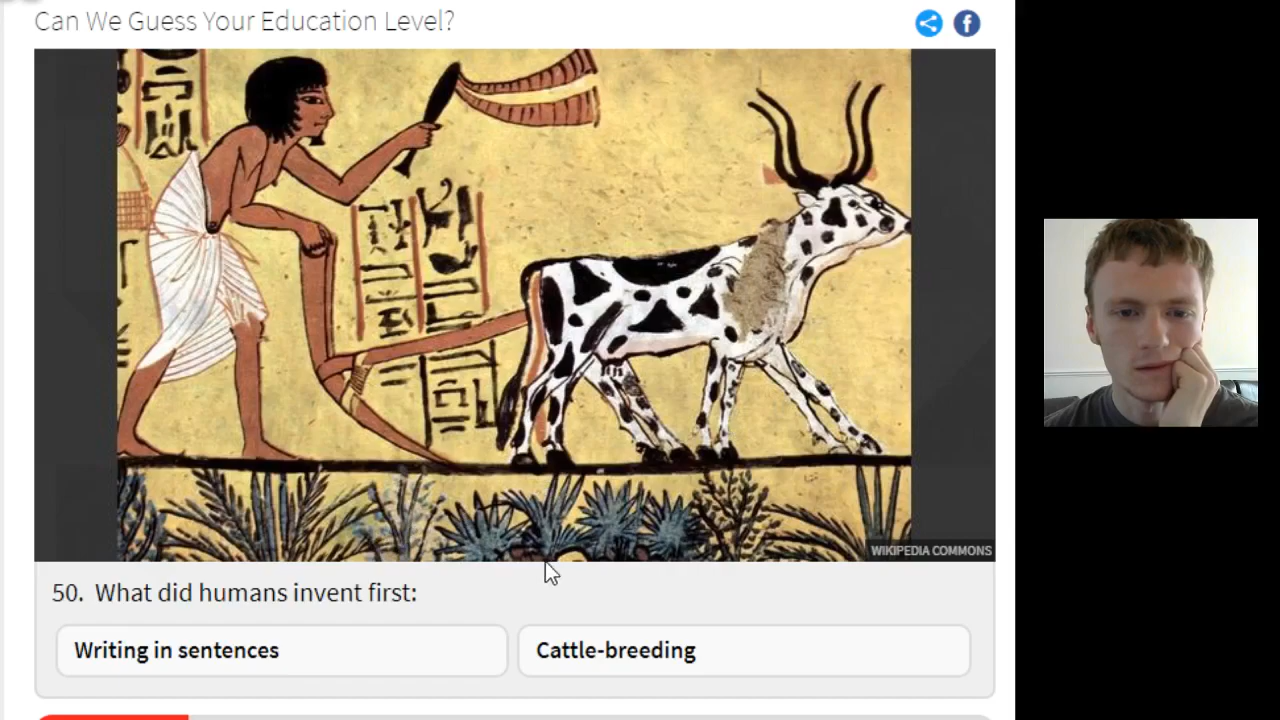 Can We Guess Your Education Level?
f
WIKIPEDIA COMMONS
50. What did humans invent first:
Writing in sentences
Cattle-breeding